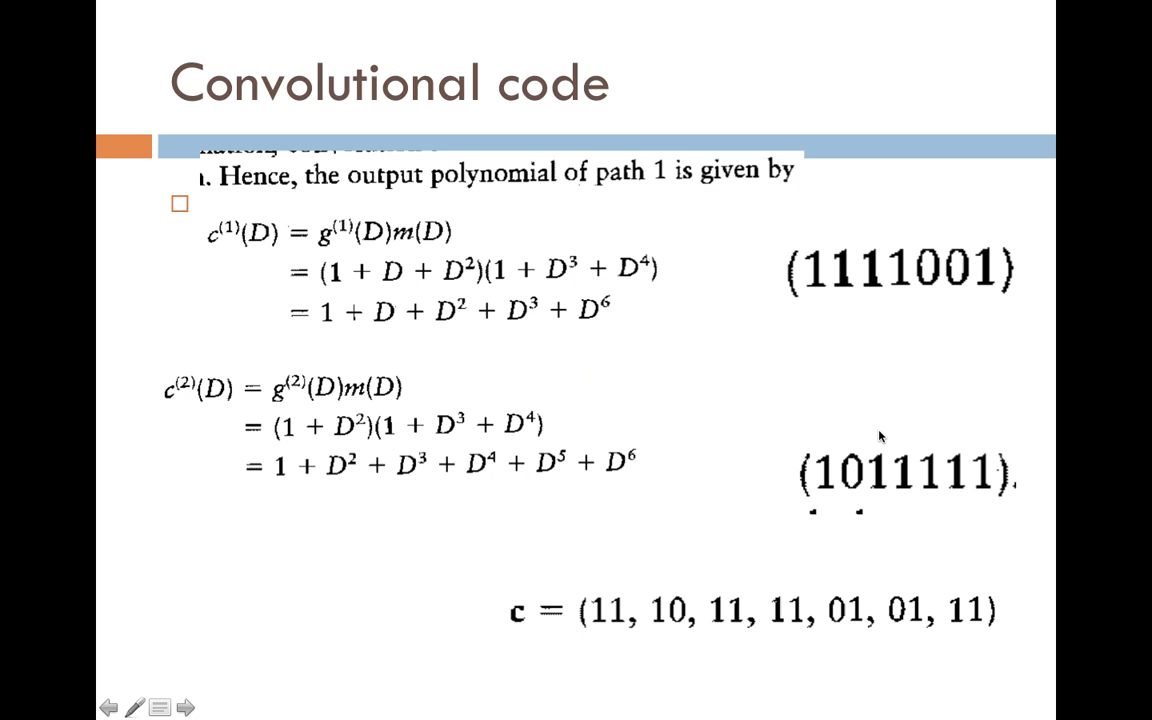 Convolutional code
. Hence, the output polynomial of path 1 is given by
c⁽¹⁾(D) = g⁽¹⁾(D)m(D)
= (1 + D + D²)(1 + D³ + D⁴)
(1111001)
= 1 + D + D² + D³ + D⁶
c⁽²⁾(D) = g⁽²⁾(D)m(D)
= (1 + D²)(1 + D³ + D⁴)
= 1 + D² + D³ + D⁴ + D⁵ + D⁶
(1011111).
c = (11, 10, 11, 11, 01, 01, 11)